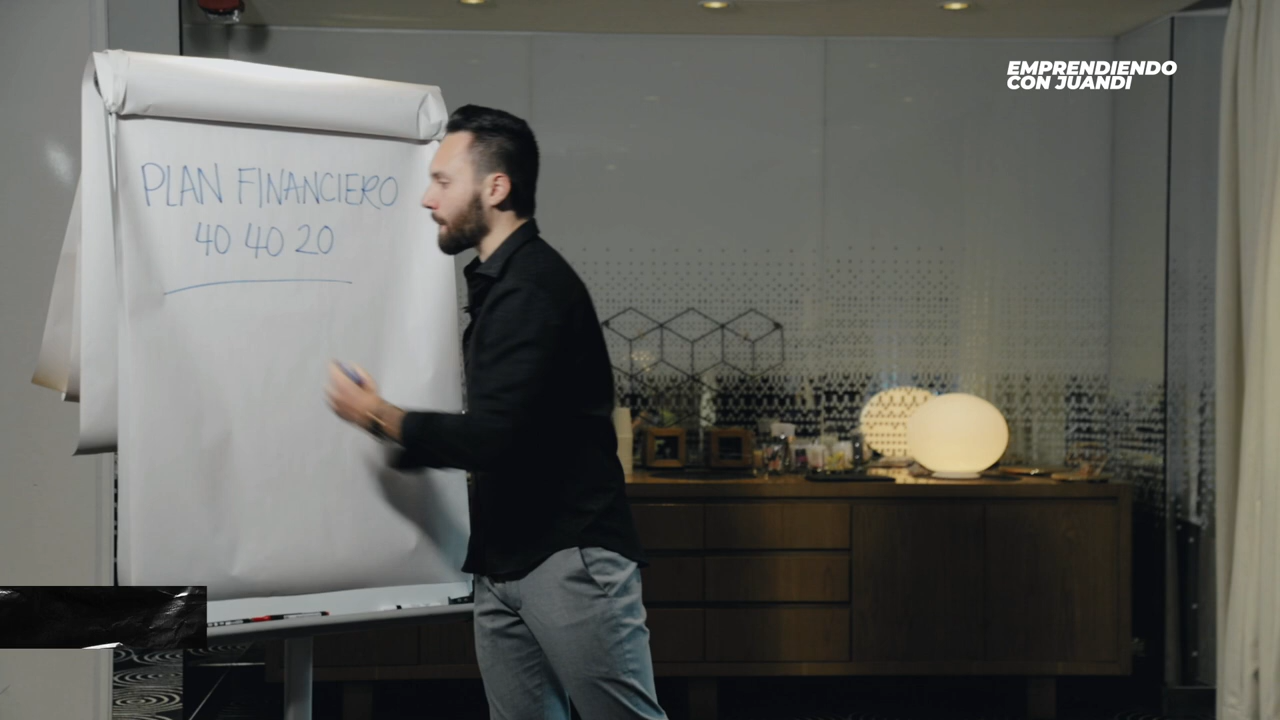 EMPRENDIENDO
CON JUANDI
PLAN FINANCIERO
40 40 20